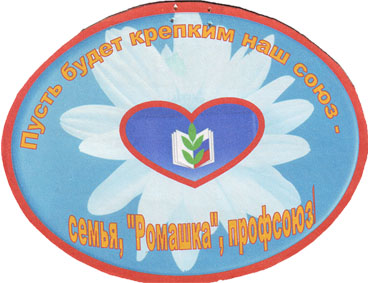 Пусть будет крепким наш союз -
семья, "Ромашка", профсоюз!